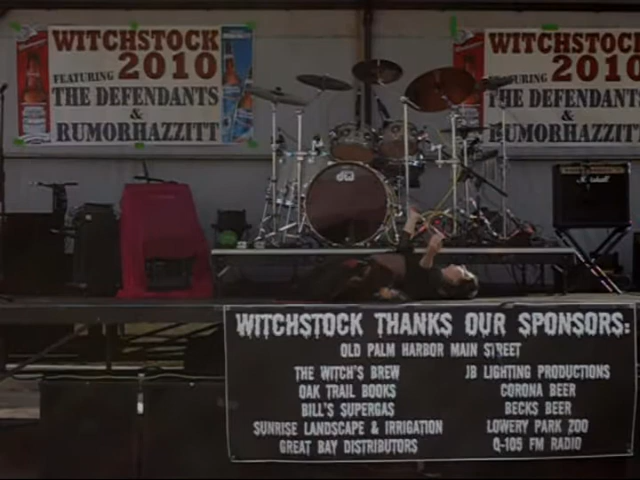 WITCHSTOCK
FEATURING 2010
THE DEFENDANTS
&
RUMORHAZZITT
WITCHSTOCK
FEATURING 2010
THE DEFENDANTS
&
RUMORHAZZITT
Marshall
WITCHSTOCK THANKS OUR SPONSORS:
OLD PALM HARBOR MAIN STREET
THE WITCH'S BREW
OAK TRAIL BOOKS
BILL'S SUPERGAS
SUNRISE LANDSCAPE & IRRIGATION
GREAT BAY DISTRIBUTORS
JB LIGHTING PRODUCTIONS
CORONA BEER
BECKS BEER
LOWERY PARK ZOO
Q-105 FM RADIO